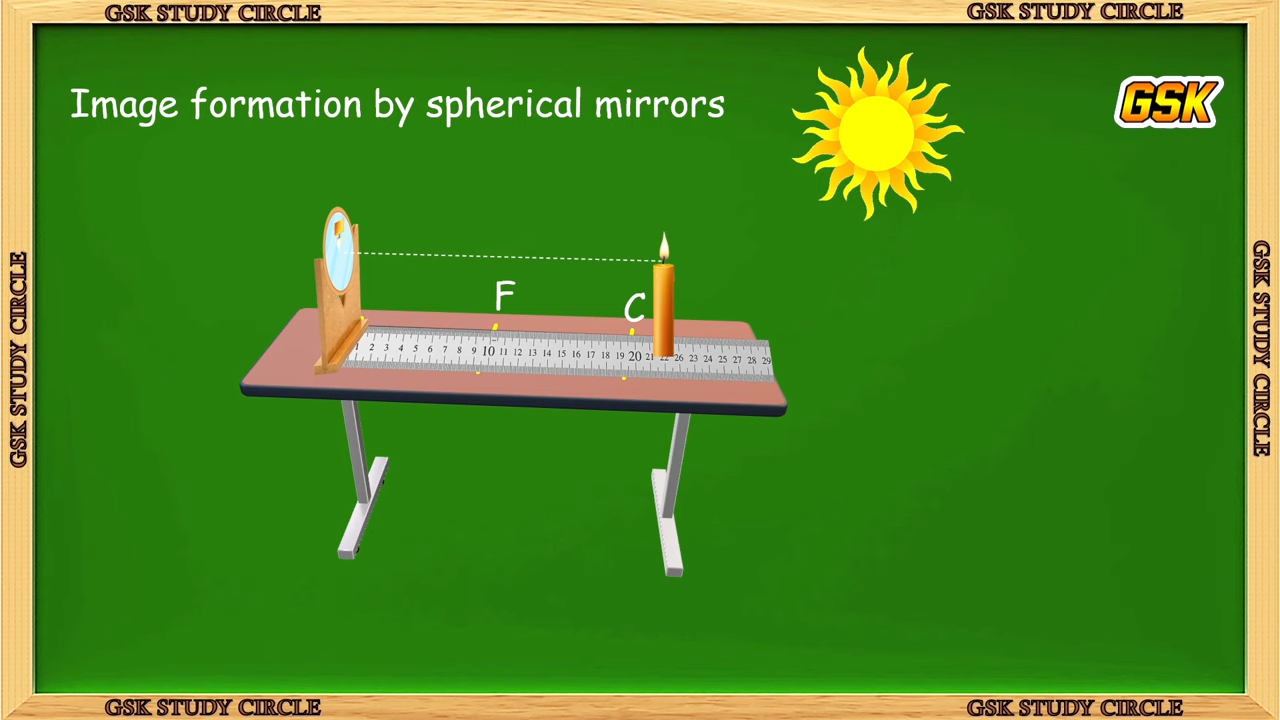 GSK STUDY CIRCLE
GSK STUDY CIRCLE
Image formation by spherical mirrors
GSK
F
C
1 2 3 4 5 6 7 8 9 10 11 12 13 14 15 16 17 18 19 20 21 22 26 23 24 25 27 28 29
GSK STUDY CIRCLE
GSK STUDY CIRCLE
GSK STUDY CIRCLE
GSK STUDY CIRCLE